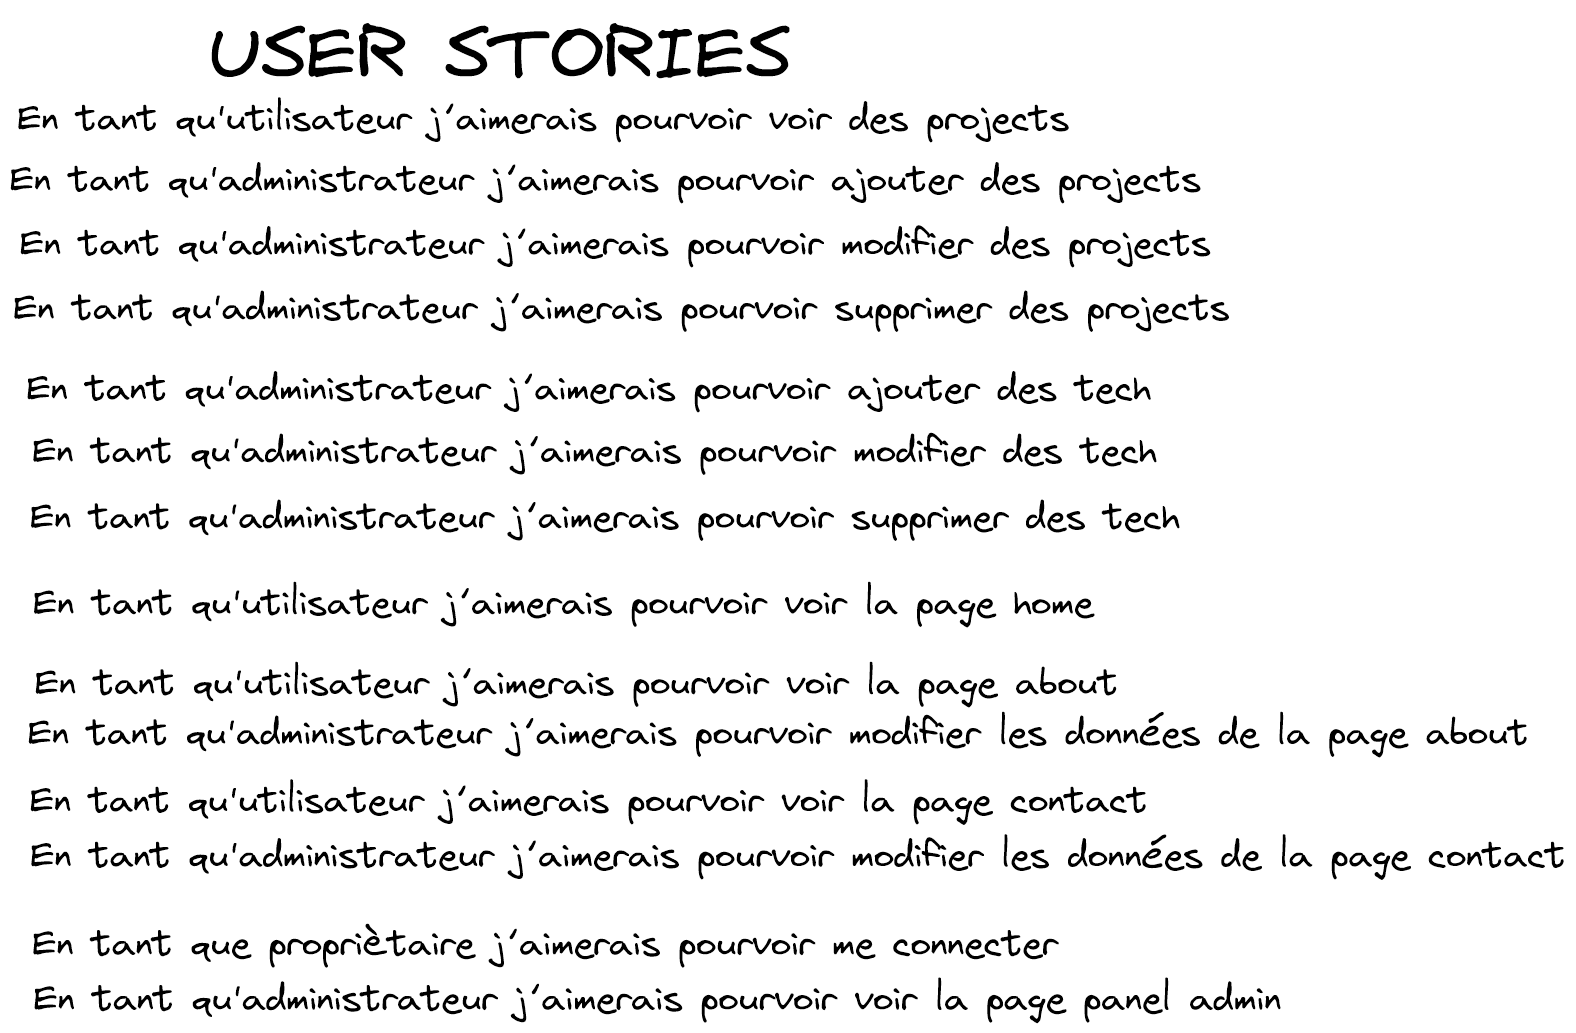 USER STORIES
En tant qu'utilisateur j'aimerais pourvoir voir des projects
En tant qu'administrateur j'aimerais pourvoir ajouter des projects
En tant qu'administrateur j'aimerais pourvoir modifier des projects
En tant qu'administrateur j'aimerais pourvoir supprimer des projects
En tant qu'administrateur j'aimerais pourvoir ajouter des tech
En tant qu'administrateur j'aimerais pourvoir modifier des tech
En tant qu'administrateur j'aimerais pourvoir supprimer des tech
En tant qu'utilisateur j'aimerais pourvoir voir la page home
En tant qu'utilisateur j'aimerais pourvoir voir la page about
En tant qu'administrateur j'aimerais pourvoir modifier les données de la page about
En tant qu'utilisateur j'aimerais pourvoir voir la page contact
En tant qu'administrateur j'aimerais pourvoir modifier les données de la page contact
En tant que propriètaire j'aimerais pourvoir me connecter
En tant qu'administrateur j'aimerais pourvoir voir la page panel admin